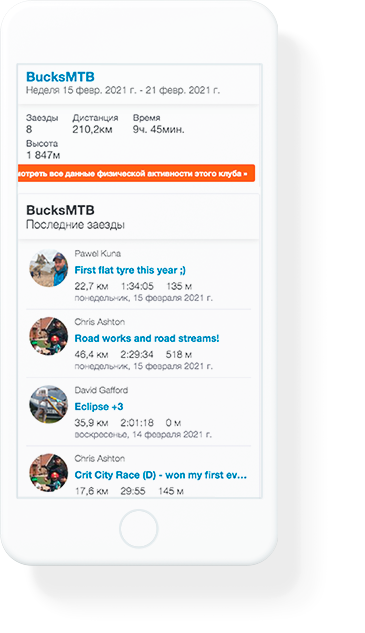 BucksMTB
Неделя 15 февр. 2021 г. - 21 февр. 2021 г.
Заезды Дистанция Время
8 210,2км 9ч. 45мин.
Высота
1 847м
мотреть все данные физической активности этого клуба »
BucksMTB
Последние заезды
Pawel Kuna
First flat tyre this year ;)
22,7 км 1:34:05 135 м
понедельник, 15 февраля 2021 г.
Chris Ashton
Road works and road streams!
46,4 км 2:29:34 518 м
понедельник, 15 февраля 2021 г.
David Gafford
Eclipse +3
35,9 км 2:01:18 0 м
воскресенье, 14 февраля 2021 г.
Chris Ashton
Crit City Race (D) - won my first ev…
17,6 км 29:55 145 м